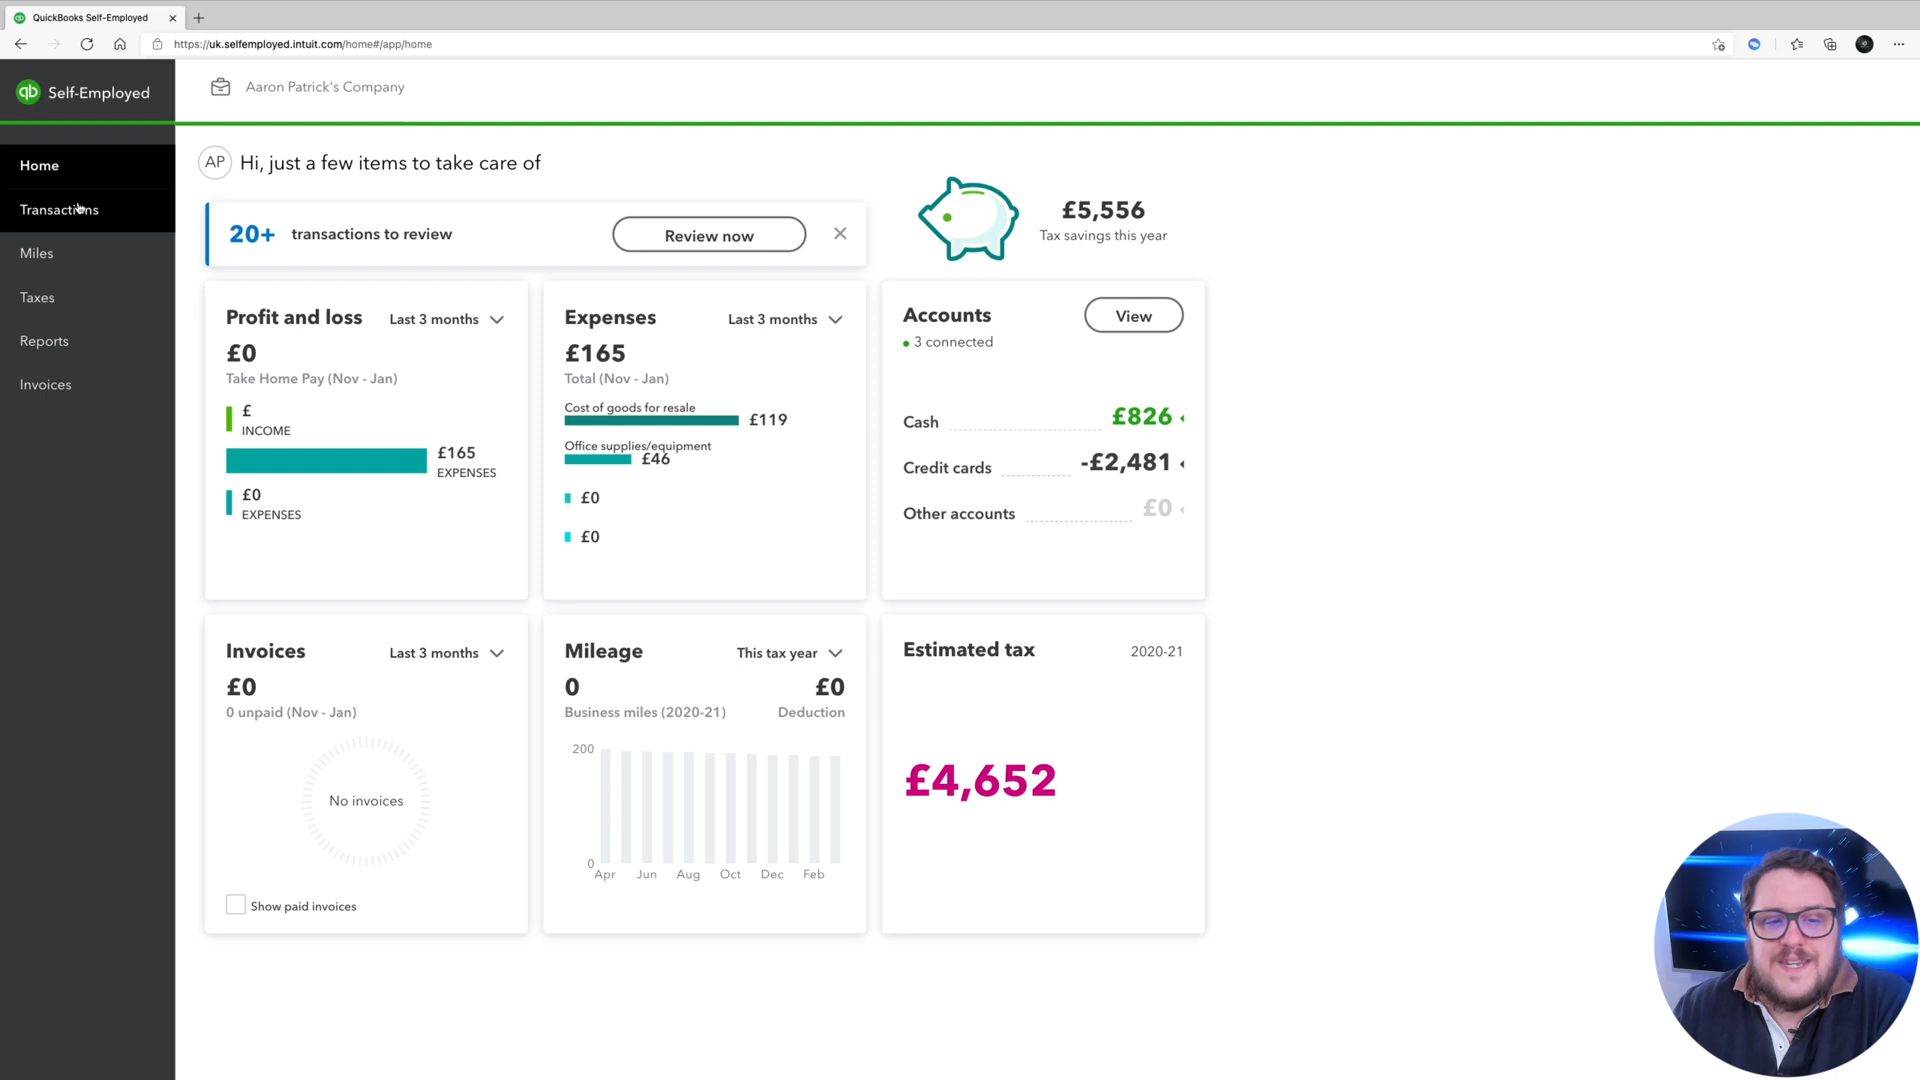 QuickBooks Self-Employed
https://uk.selfemployed.intuit.com/home#/app/home
qb Self-Employed
Aaron Patrick's Company
Home
Transactions
Miles
Taxes
Reports
Invoices
AP Hi, just a few items to take care of
20+ transactions to review Review now
£5,556
Tax savings this year
Profit and loss Last 3 months
£0
Take Home Pay (Nov - Jan)
£
INCOME
£165
EXPENSES
£0
EXPENSES
Expenses Last 3 months
£165
Total (Nov - Jan)
Cost of goods for resale
£119
Office supplies/equipment
£46
£0
£0
Accounts View
3 connected
Cash £826
Credit cards -£2,481
Other accounts £0
Invoices Last 3 months
£0
0 unpaid (Nov - Jan)
No invoices
Show paid invoices
Mileage This tax year
0 £0
Business miles (2020-21) Deduction
200
0
Apr Jun Aug Oct Dec Feb
Estimated tax 2020-21
£4,652